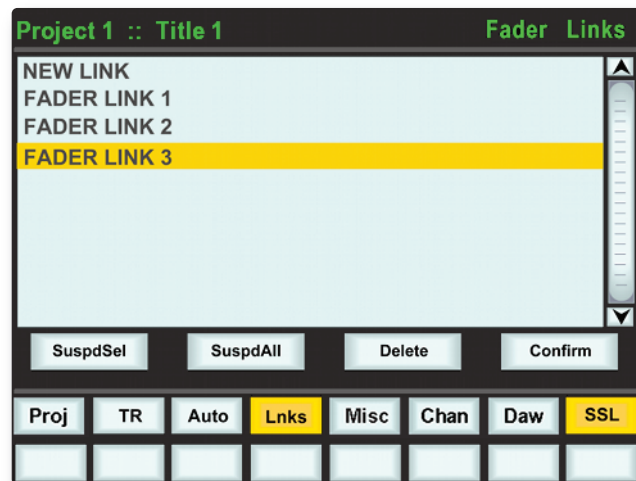 Project 1 :: Title 1 Fader Links
NEW LINK
FADER LINK 1
FADER LINK 2
FADER LINK 3
SuspdSel SuspdAll Delete Confirm
Proj TR Auto Lnks Misc Chan Daw SSL